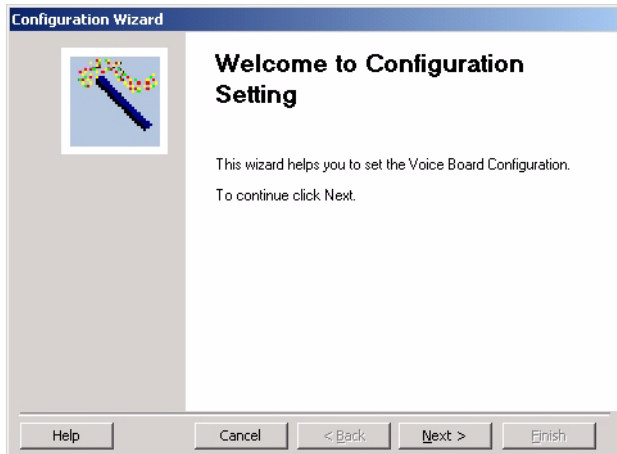 Configuration Wizard
Welcome to Configuration
Setting
This wizard helps you to set the Voice Board Configuration.
To continue click Next.
Help
Cancel
< Back
Next >
Finish